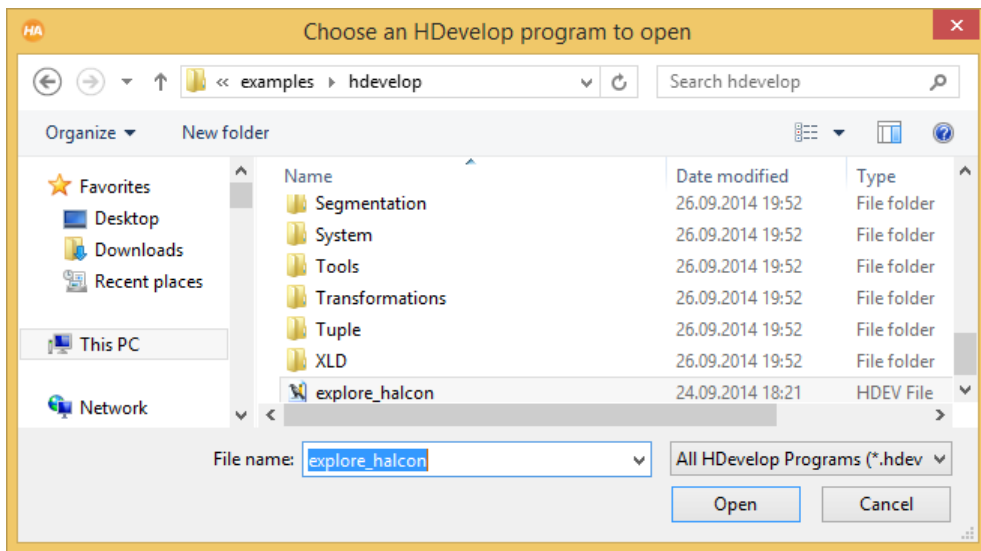 HA Choose an HDevelop program to open
« examples hdevelop Search hdevelop
Organize New folder
Name Date modified Type
Favorites
Desktop
Downloads
Recent places
This PC
Network
Segmentation 26.09.2014 19:52 File folder
System 26.09.2014 19:52 File folder
Tools 26.09.2014 19:52 File folder
Transformations 26.09.2014 19:52 File folder
Tuple 26.09.2014 19:52 File folder
XLD 26.09.2014 19:52 File folder
explore_halcon 24.09.2014 18:21 HDEV File
File name: explore_halcon All HDevelop Programs (*.hdev
Open Cancel